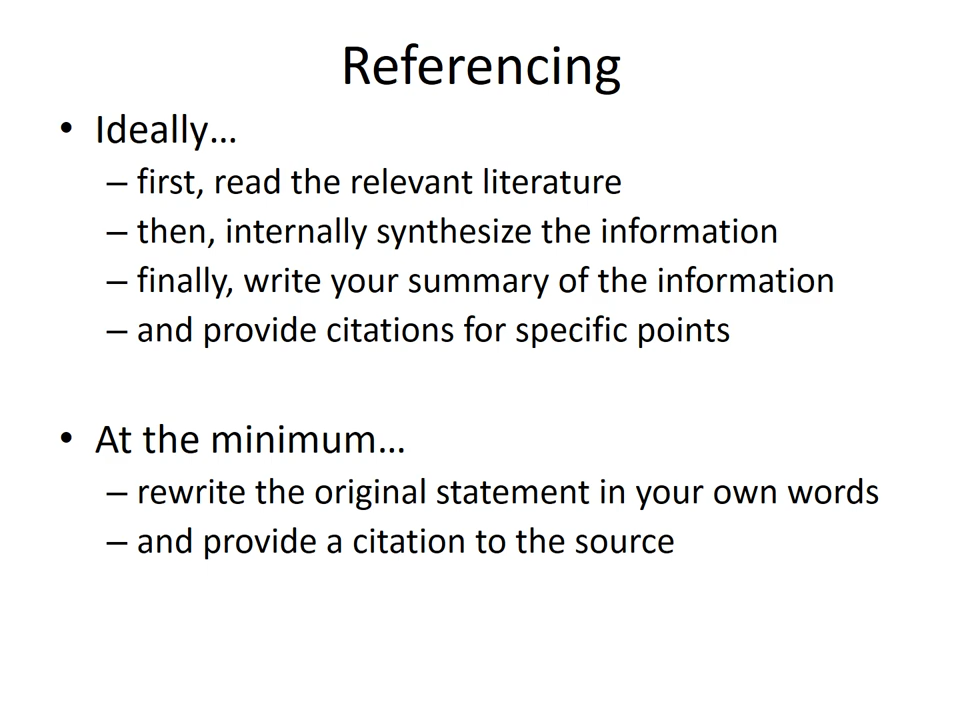 Referencing
• Ideally…
– first, read the relevant literature
– then, internally synthesize the information
– finally, write your summary of the information
– and provide citations for specific points
• At the minimum…
– rewrite the original statement in your own words
– and provide a citation to the source